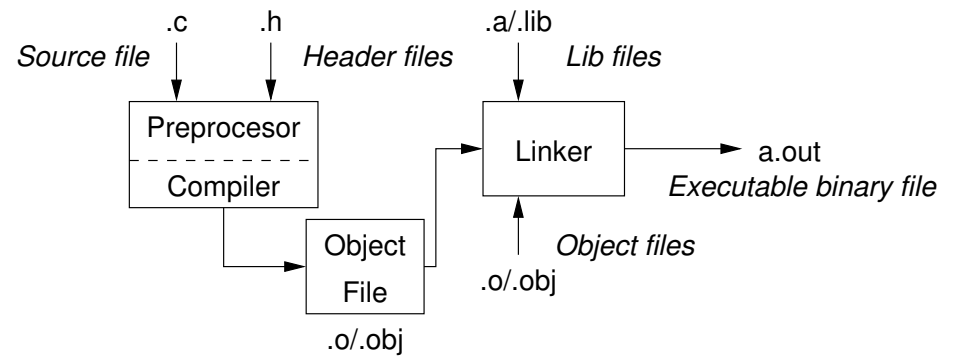 .c
.h
.a/.lib
Source file
Header files
Lib files
Preprocesor
Compiler
Linker
a.out
Executable binary file
Object
File
.o/.obj
Object files
.o/.obj